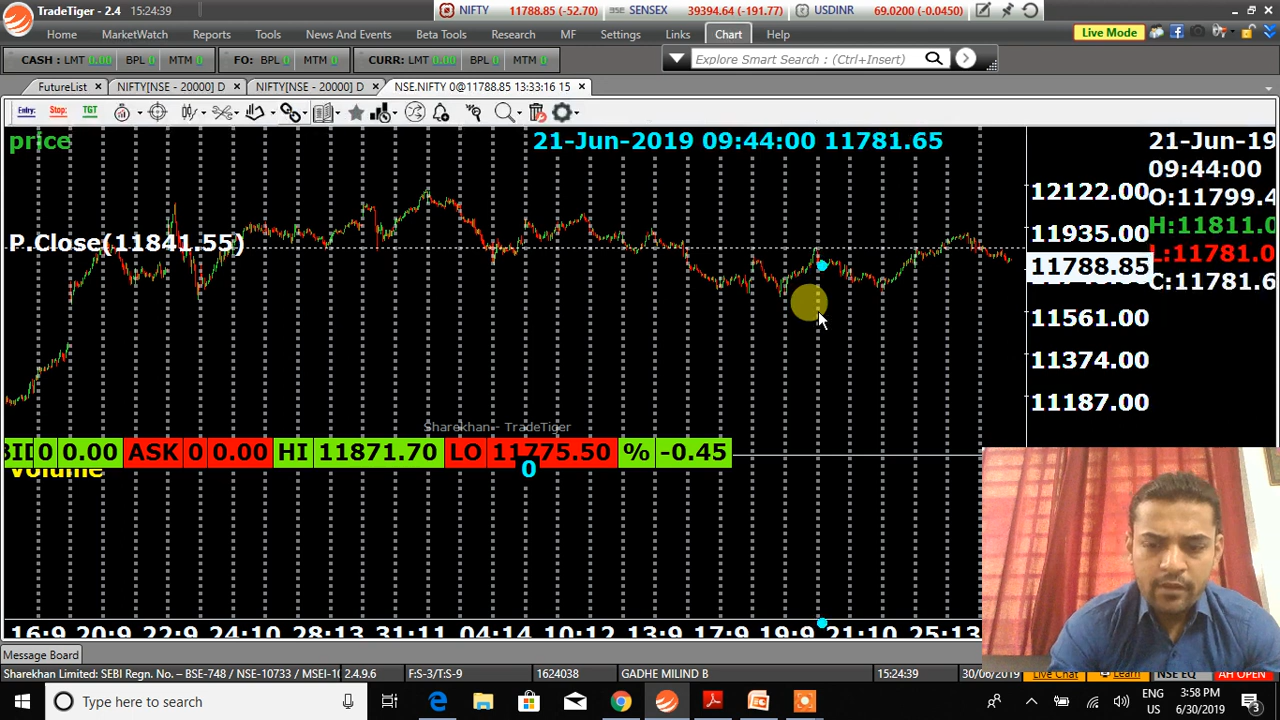 TradeTiger - 2.4 15:24:39 NIFTY 11788.85 (-52.70) SENSEX 39394.64 (-191.77) USDINR 69.0200 (-0.0450)
Home MarketWatch Reports Tools News And Events Beta Tools Research MF Settings Links Chart Help Live Mode
CASH : LMT 0.00 BPL 0 MTM 0 FO: BPL 0 MTM 0 CURR: LMT 0.00 BPL 0 MTM 0 Explore Smart Search : (Ctrl+Insert)
FutureList × NIFTY[NSE - 20000] D × NIFTY[NSE - 20000] D × NSE.NIFTY 0@11788.85 13:33:16 15 ×
Entry: Stop: TGT
price 21-Jun-2019 09:44:00 11781.65 21-Jun-19
09:44:00
12122.00 O:11799.4
P.Close(11841.55) 11935.00 H:11811.0
11788.85 L:11781.0
C:11781.6
11561.00
11374.00
11187.00
Sharekhan - TradeTiger
BID 0 0.00 ASK 0 0.00 HI 11871.70 LO 11775.50 % -0.45
Volume 0
16:9 20:9 22:9 24:10 28:13 31:11 04:14 10:12 13:9 17:9 19:9 21:10 25:13
Message Board
Sharekhan Limited: SEBI Regn. No. – BSE-748 / NSE-10733 / MSEI-10 2.4.9.6 F:S-3/T:S-9 1624038 GADHE MILIND B 15:24:39 30/06/2019 Live Chat Learn NSE EQ AH OPEN
Type here to search ENG 3:58 PM
US 6/30/2019 3